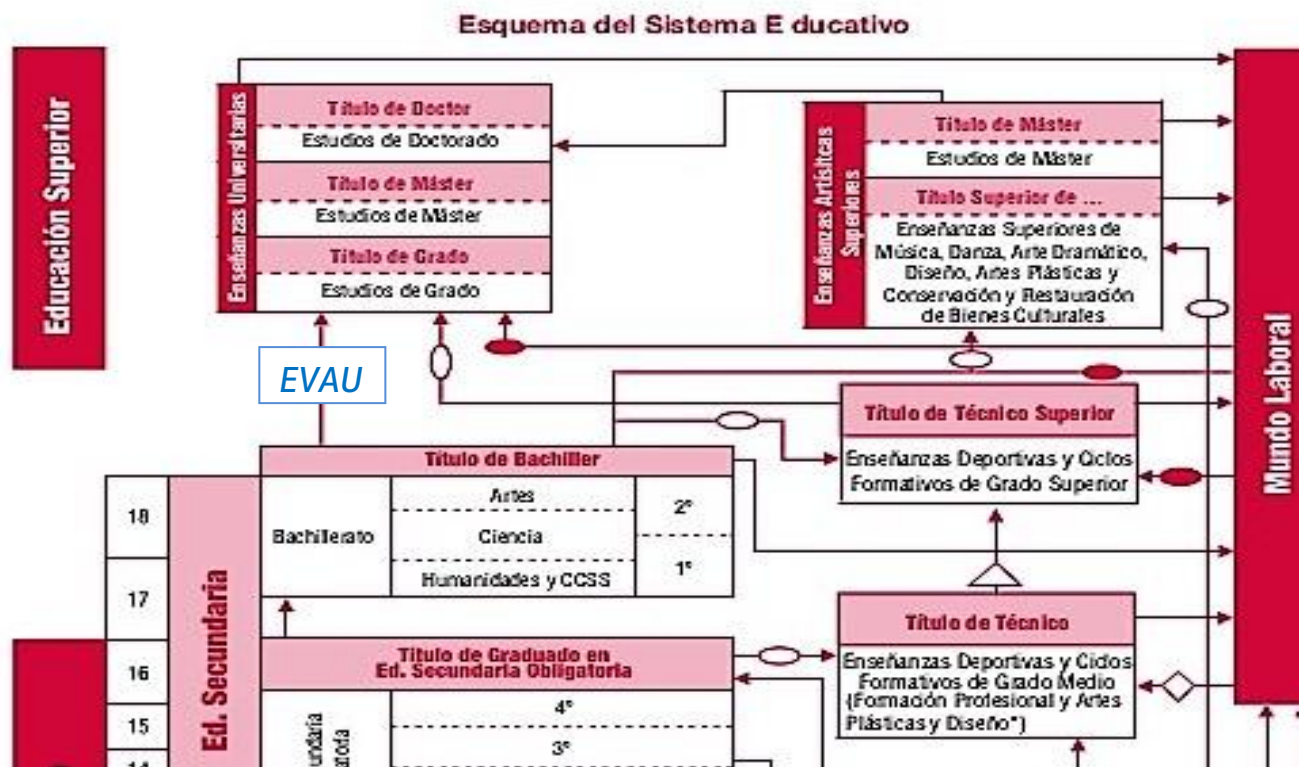 Esquema del Sistema E ducativo
Educación Superior
Enseñanzas Universitarias
Título de Doctor
Estudios de Doctorado
Título de Máster
Estudios de Máster
Título de Grado
Estudios de Grado
Enseñanzas Artísitcas
Superiores
Título de Máster
Estudios de Máster
Título Superior de ...
Enseñanzas Superiores de
Música, Danza, Arte Dramático,
Diseño, Artes Plásticas y
Conservación y Restauración
de Bienes Culturales
Mundo Laboral
EVAU
Título de Técnico Superior
Enseñanzas Deportivas y Ciclos
Formativos de Grado Superior
Título de Bachiller
Bachillerato
Artes
Ciencia
Humanidades y CCSS
2º
1º
18
17
16
15
14
Ed. Secundaria
Título de Graduado en
Ed. Secundaria Obligatoria
4º
3º
Título de Técnico
Enseñanzas Deportivas y Ciclos
Formativos de Grado Medio
(Formación Profesional y Artes
Plásticas y Diseño*)